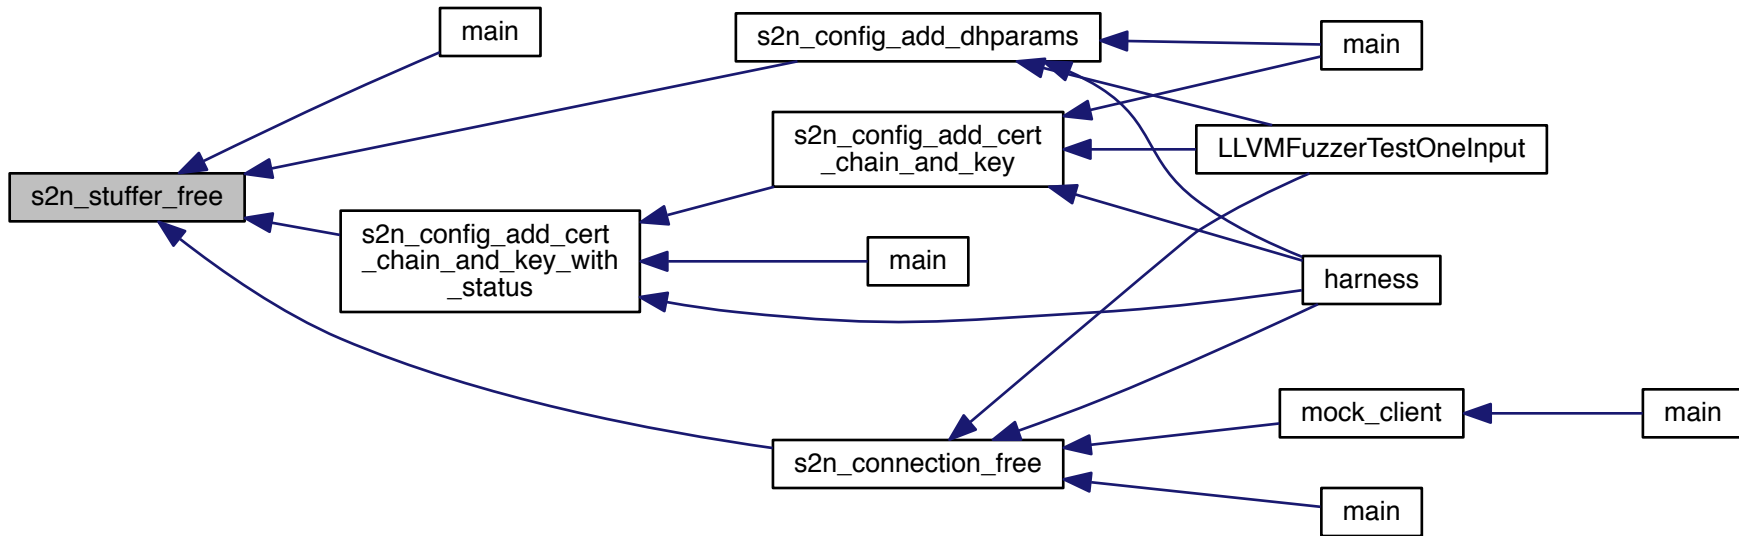 main
s2n_config_add_dhparams
main
s2n_config_add_cert
_chain_and_key
LLVMFuzzerTestOneInput
s2n_stuffer_free
s2n_config_add_cert
_chain_and_key_with
_status
main
harness
mock_client
main
s2n_connection_free
main